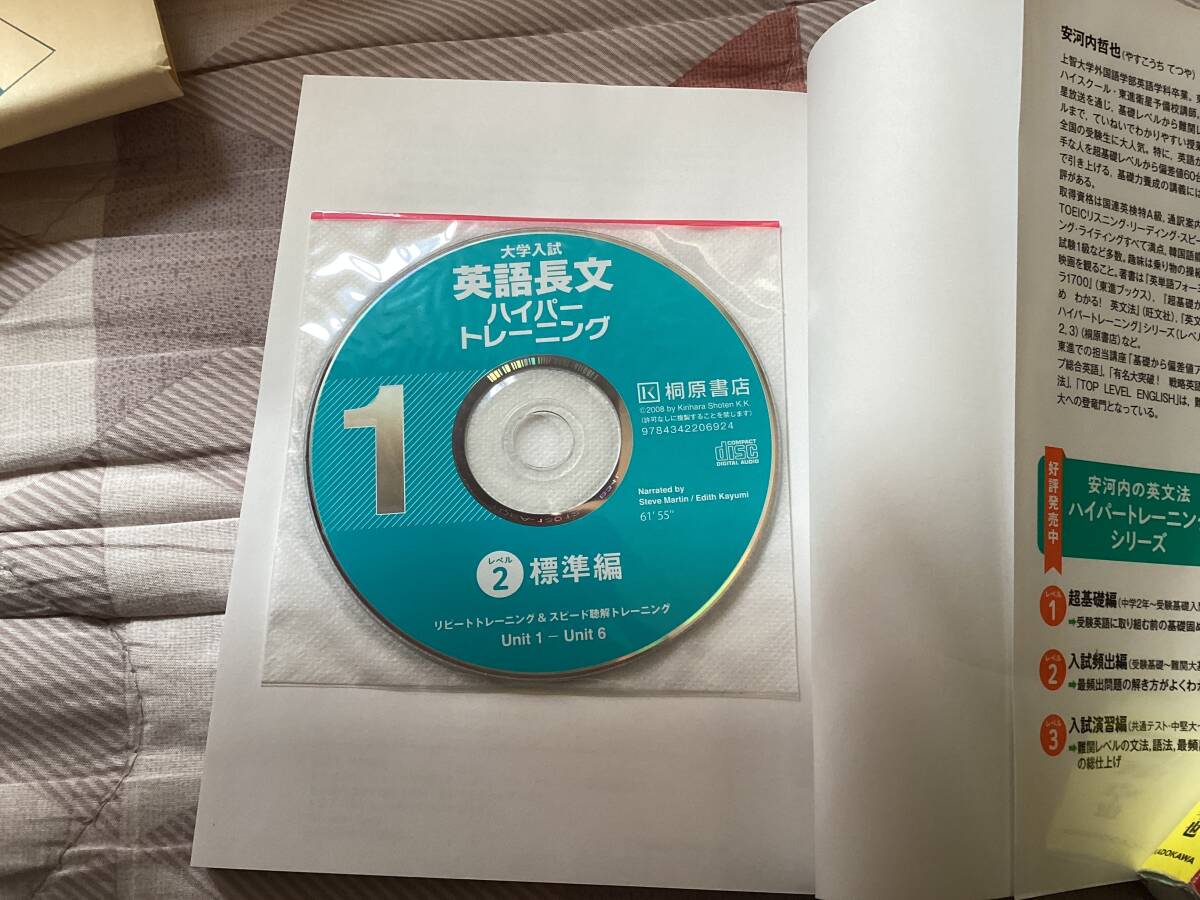 大学入試
英語長文
ハイパー
トレーニング
1
桐原書店
©2008 by Kirihara Shoten K.K.
(許可なしに複製することを禁じます)
9784342206924
COMPACT
disc
DIGITAL AUDIO
Narrated by
Steve Martin / Edith Kayumi
61' 55"
レベル
2 標準編
リピートトレーニング & スピード聴解トレーニング
Unit 1 – Unit 6
安河内哲也(やすこうち てつや)
上智大学外国語学部英語学科卒業。
ハイスクール・東進衛星予備校講師。
星放送を通じ、基礎レベルから難関
ルまで、ていねいでわかりやすい授業
全国の受験生に大人気。特に、英語が
手な人を超基礎レベルから偏差値60台
で引き上げる、基礎力養成の講義には
評がある。
取得資格は国連英検特A級、通訳案内
TOEICリスニング・リーディング・スピー
ング・ライティングすべて満点、韓国語能
試験1級など多数。趣味は乗り物の操
映画を観ること。著書は『英単語フォー
ラ1700』(東進ブックス)、『超基礎か
め わかる! 英文法』(旺文社)、『英文
ハイパートレーニング』シリーズ(レベル
2, 3)(桐原書店)など。
東進での担当講座「基礎から偏差値ア
プ総合英語」、「有名大突破! 戦略英
法」、「TOP LEVEL ENGLISH」は、難
大への登竜門となっている。
好評発売中
安河内の英文法
ハイパートレーニン
シリーズ
レベル
1 超基礎編(中学2年〜受験基礎入
➡受験英語に取り組む前の基礎固め
レベル
2 入試頻出編(受験基礎〜難関大
➡最頻出問題の解き方がよくわか
レベル
3 入試演習編(共通テスト・中堅大〜
➡難関レベルの文法,語法,最頻
の総仕上げ
KADOKAWA